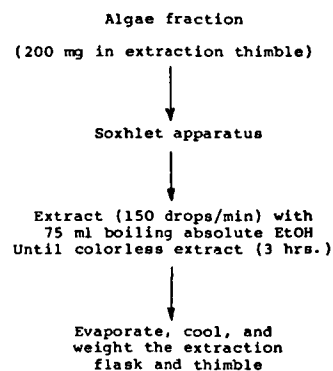 Algae fraction
(200 mg in extraction thimble)
Soxhlet apparatus
Extract (150 drops/min) with
75 ml boiling absolute EtOH
Until colorless extract (3 hrs.)
Evaporate, cool, and
weight the extraction
flask and thimble